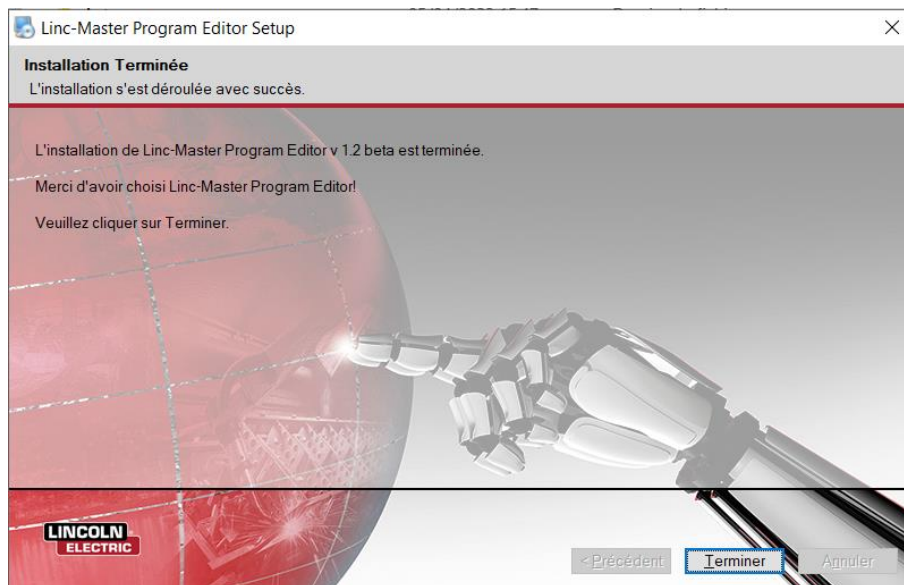 Linc-Master Program Editor Setup
Installation Terminée
L'installation s'est déroulée avec succès.
L'installation de Linc-Master Program Editor v 1.2 beta est terminée.
Merci d'avoir choisi Linc-Master Program Editor!
Veuillez cliquer sur Terminer.
LINCOLN
ELECTRIC
< Précédent Terminer Annuler